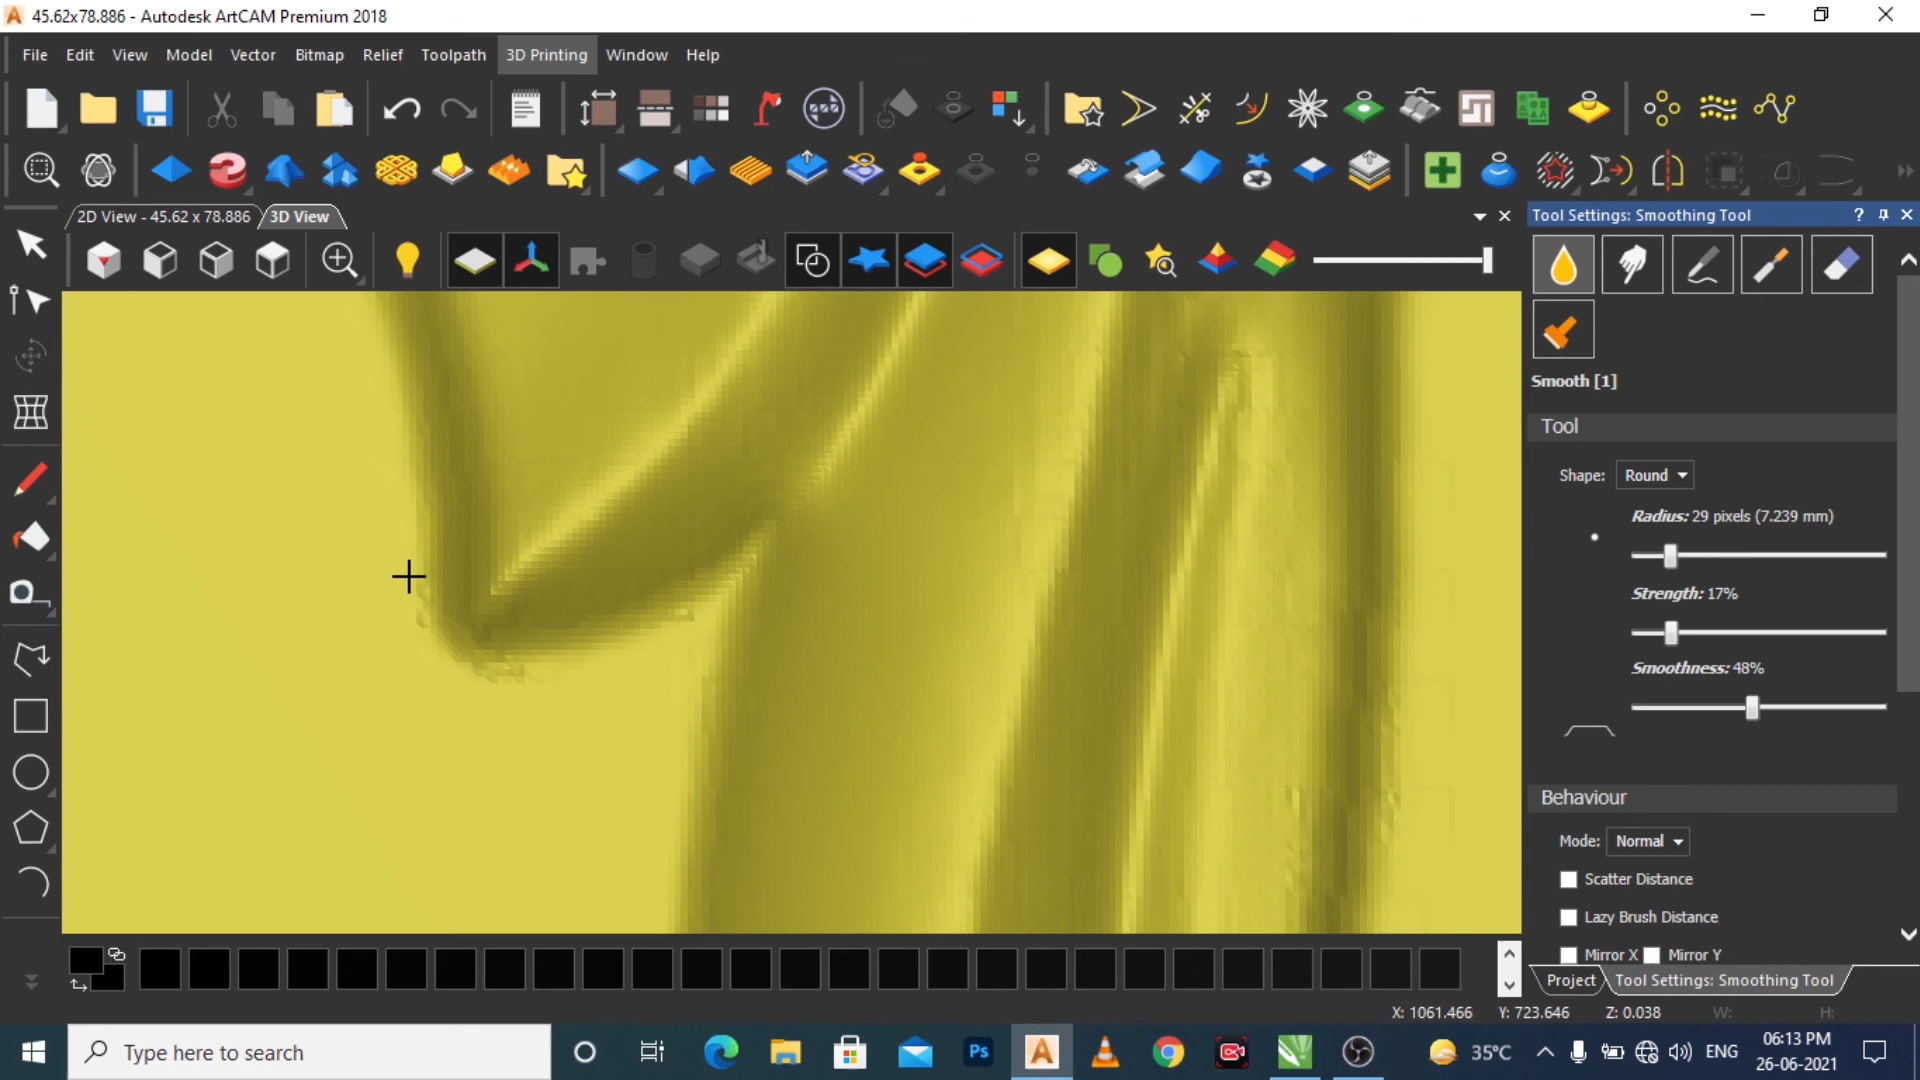 45.62x78.886 - Autodesk ArtCAM Premium 2018
File Edit View Model Vector Bitmap Relief Toolpath 3D Printing Window Help
2D View - 45.62 x 78.886 3D View
Tool Settings: Smoothing Tool
Smooth [1]
Tool
Shape: Round
Radius: 29 pixels (7.239 mm)
Strength: 17%
Smoothness: 48%
Behaviour
Mode: Normal
Scatter Distance
Lazy Brush Distance
Mirror X Mirror Y
Project Tool Settings: Smoothing Tool
X: 1061.466 Y: 723.646 Z: 0.038 W: H:
Type here to search
Ps
35°C
ENG
06:13 PM
26-06-2021